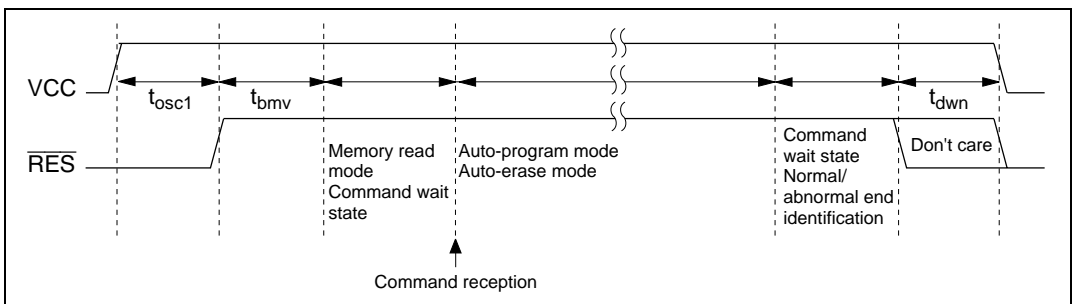 VCC
tosc1
tbmv
tdwn
RES
Memory read
mode
Command wait
state
Auto-program mode
Auto-erase mode
Command
wait state
Normal/
abnormal end
identification
Don't care
Command reception